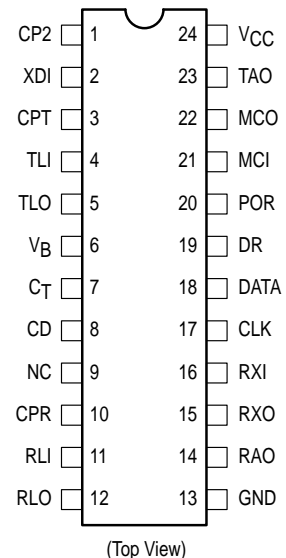 CP2 1 24 VCC
XDI 2 23 TAO
CPT 3 22 MCO
TLI 4 21 MCI
TLO 5 20 POR
VB 6 19 DR
CT 7 18 DATA
CD 8 17 CLK
NC 9 16 RXI
CPR 10 15 RXO
RLI 11 14 RAO
RLO 12 13 GND
(Top View)